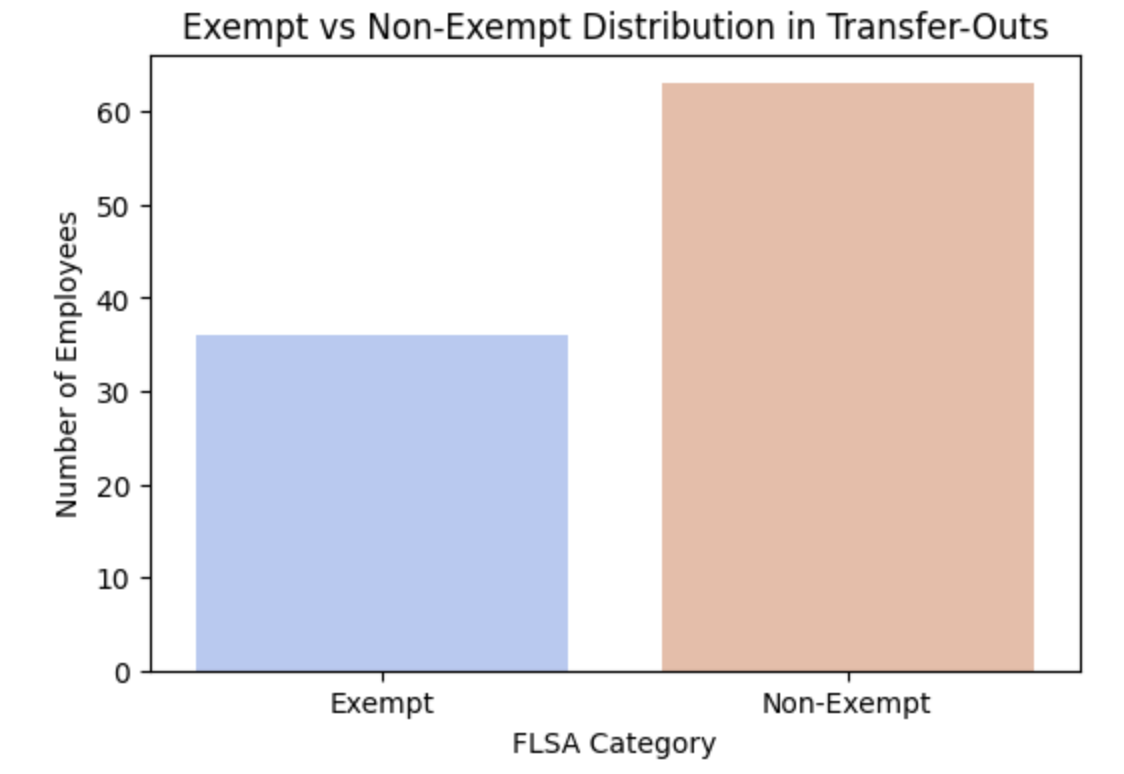 Exempt vs Non-Exempt Distribution in Transfer-Outs
Number of Employees
60
50
40
30
20
10
0
Exempt
Non-Exempt
FLSA Category